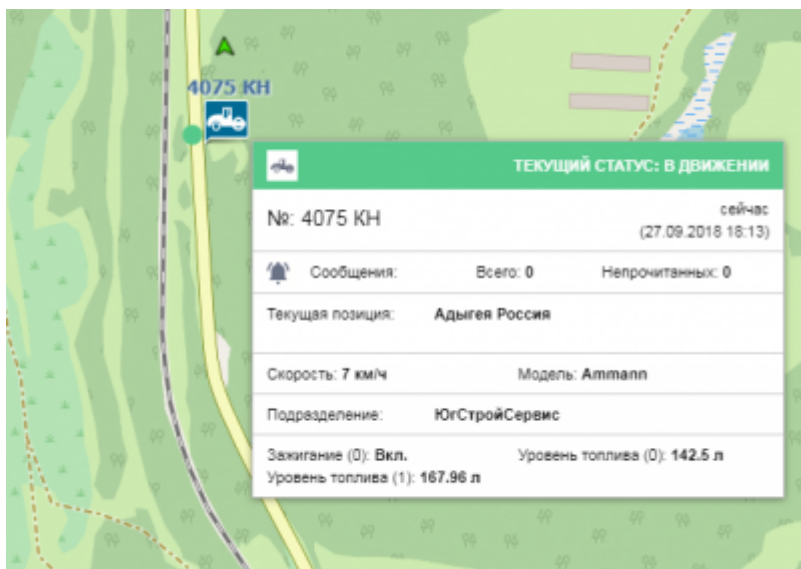 4075 КН
ТЕКУЩИЙ СТАТУС: В ДВИЖЕНИИ
№: 4075 КН
сейчас
(27.09.2018 18:13)
Сообщения: Всего: 0 Непрочитанных: 0
Текущая позиция: Адыгея Россия
Скорость: 7 км/ч Модель: Ammann
Подразделение: ЮгСтройСервис
Зажигание (0): Вкл. Уровень топлива (0): 142.5 л
Уровень топлива (1): 167.96 л